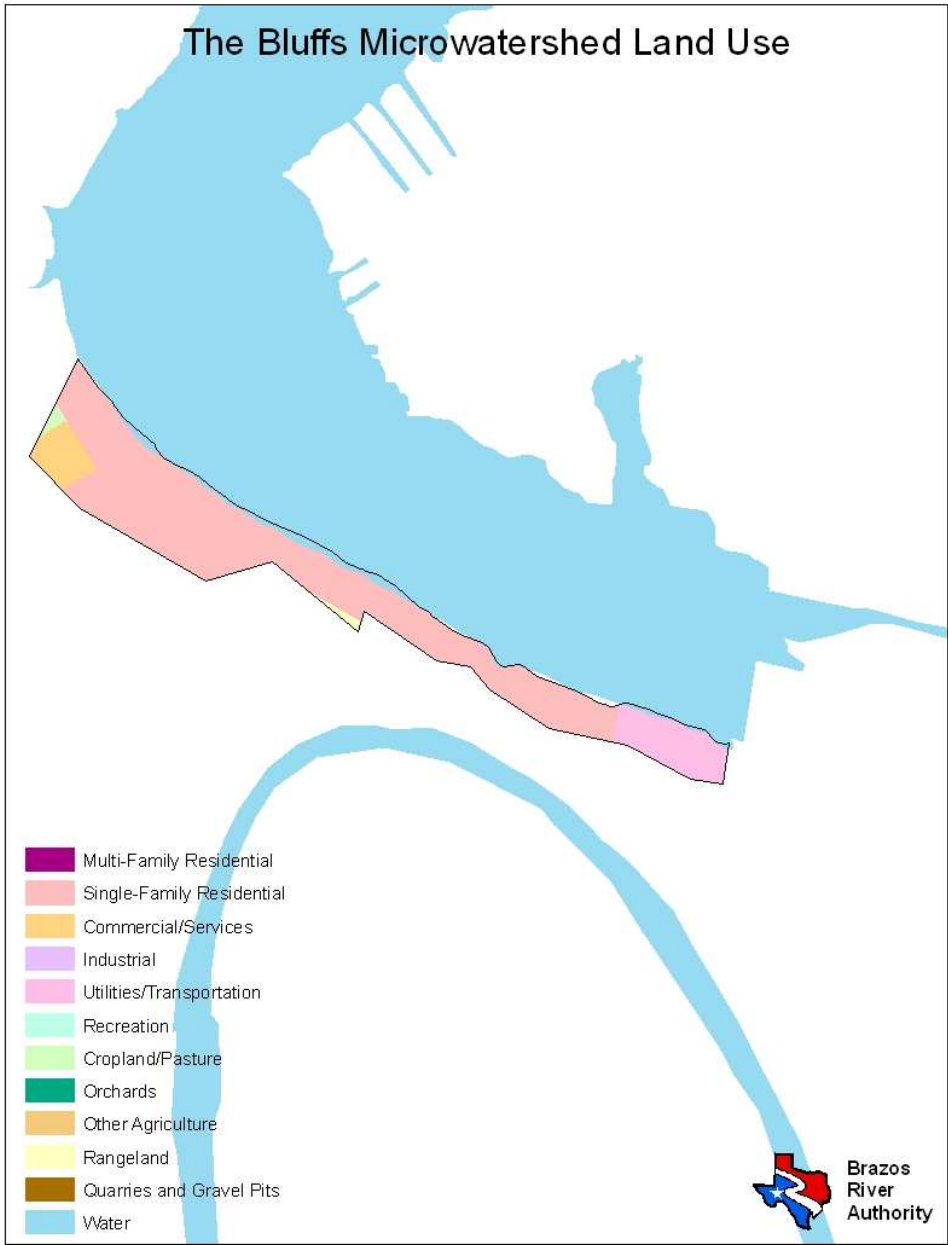 The Bluffs Microwatershed Land Use
Multi-Family Residential
Single-Family Residential
Commercial/Services
Industrial
Utilities/Transportation
Recreation
Cropland/Pasture
Orchards
Other Agriculture
Rangeland
Quarries and Gravel Pits
Water
Brazos
River
Authority